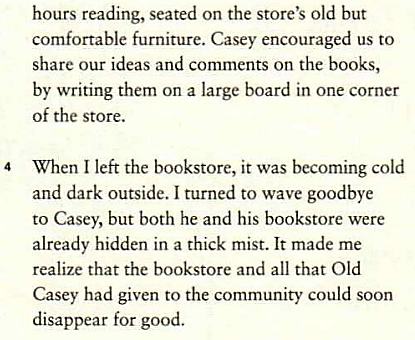 hours reading, seated on the store's old but
comfortable furniture. Casey encouraged us to
share our ideas and comments on the books,
by writing them on a large board in one corner
of the store.
4 When I left the bookstore, it was becoming cold
and dark outside. I turned to wave goodbye
to Casey, but both he and his bookstore were
already hidden in a thick mist. It made me
realize that the bookstore and all that Old
Casey had given to the community could soon
disappear for good.